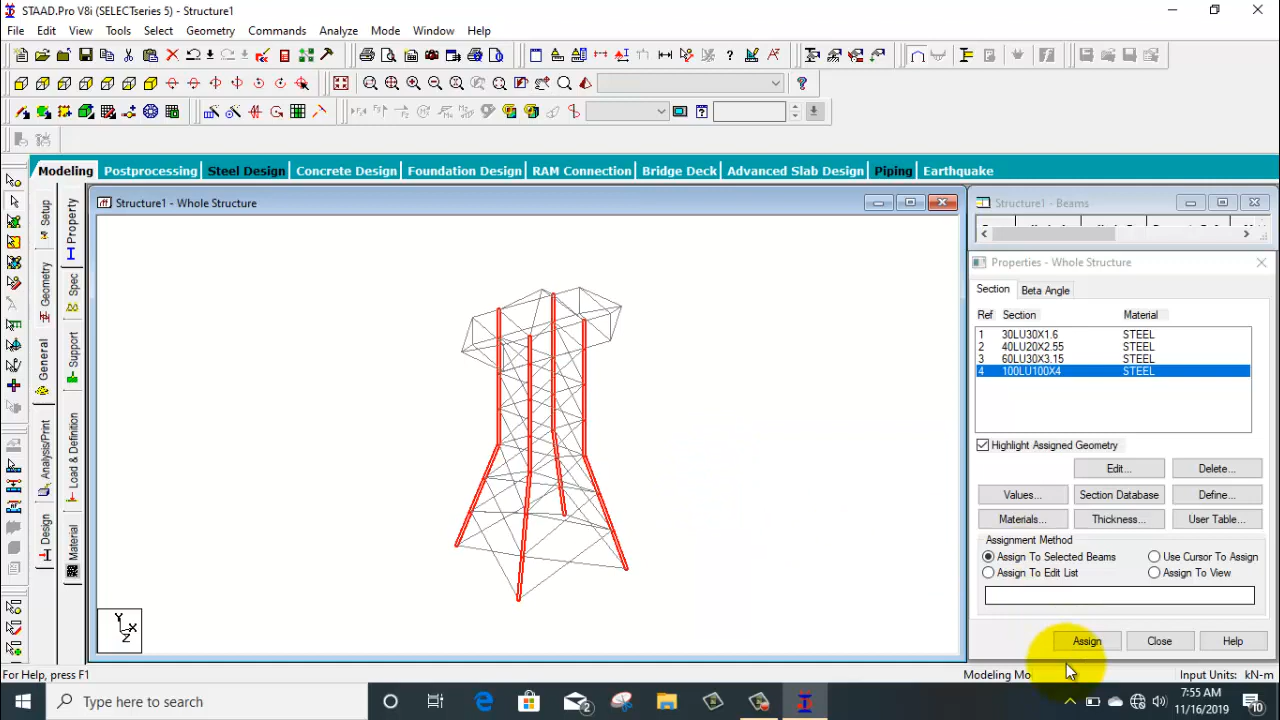 STAAD.Pro V8i (SELECTseries 5) - Structure1
File Edit View Tools Select Geometry Commands Analyze Mode Window Help
Modeling Postprocessing Steel Design Concrete Design Foundation Design RAM Connection Bridge Deck Advanced Slab Design Piping Earthquake
Structure1 - Whole Structure
Structure1 - Beams
Setup
Geometry
General
Analysis/Print
Design
Property
Spec
Support
Load & Definition
Material
Y
X
Z
Properties - Whole Structure
Section Beta Angle
Ref Section Material
1 30LU30X1.6 STEEL
2 40LU20X2.55 STEEL
3 60LU30X3.15 STEEL
4 100LU100X4 STEEL
Highlight Assigned Geometry
Edit... Delete...
Values... Section Database Define...
Materials... Thickness... User Table...
Assignment Method
Assign To Selected Beams Use Cursor To Assign
Assign To Edit List Assign To View
Assign Close Help
For Help, press F1 Modeling Mo Input Units: kN-m
Type here to search
2
7:55 AM
11/16/2019
10